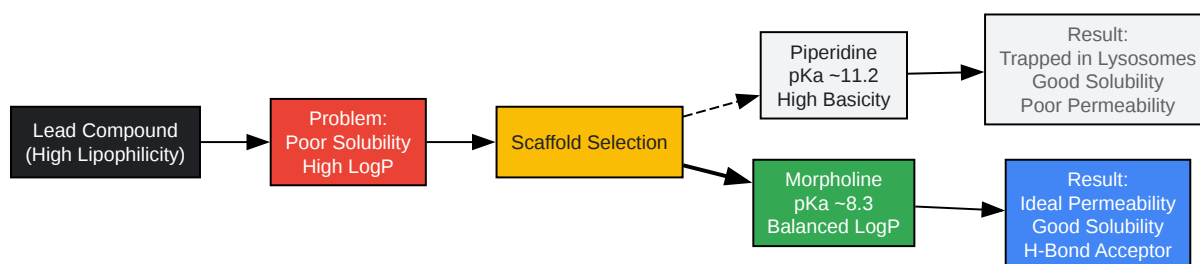 Lead Compound
(High Lipophilicity)
Problem:
Poor Solubility
High LogP
Scaffold Selection
Piperidine
pKa ~11.2
High Basicity
Result:
Trapped in Lysosomes
Good Solubility
Poor Permeability
Morpholine
pKa ~8.3
Balanced LogP
Result:
Ideal Permeability
Good Solubility
H-Bond Acceptor